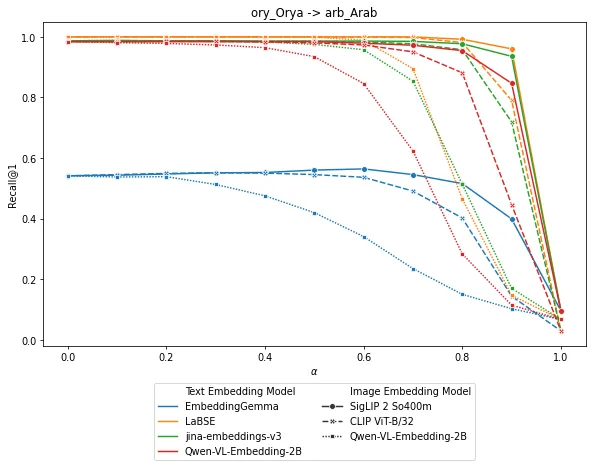 ory_Orya -> arb_Arab
1.0
0.8
0.6
0.4
0.2
0.0
Recall@1
0.0 0.2 0.4 0.6 0.8 1.0
α
Text Embedding Model
EmbeddingGemma
LaBSE
jina-embeddings-v3
Qwen-VL-Embedding-2B
Image Embedding Model
SigLIP 2 So400m
CLIP ViT-B/32
Qwen-VL-Embedding-2B